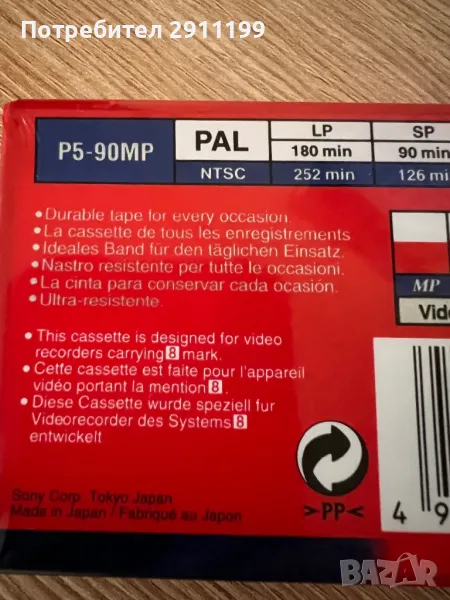 Потребител 2911199
P5-90MP
PAL
LP
SP
180 min
90 min
NTSC
252 min
126 min
•Durable tape for every occasion.
•La cassette de tous les enregistrements
•Ideales Band für den täglichen Einsatz.
•Nastro resistente per tutte le occasioni.
•La cinta para conservar cada ocasión.
•Ultra-resistente.
• This cassette is designed for video
recorders carrying 8 mark.
• Cette cassette est faite pour l'appareil
vidéo portant la mention 8.
• Diese Cassette wurde speziell fur
Videorecorder des Systems 8
entwickelt
MP
>PP<
4 9
Sony Corp. Tokyo Japan
Made in Japan / Fabriqué au Japon
BAZAR